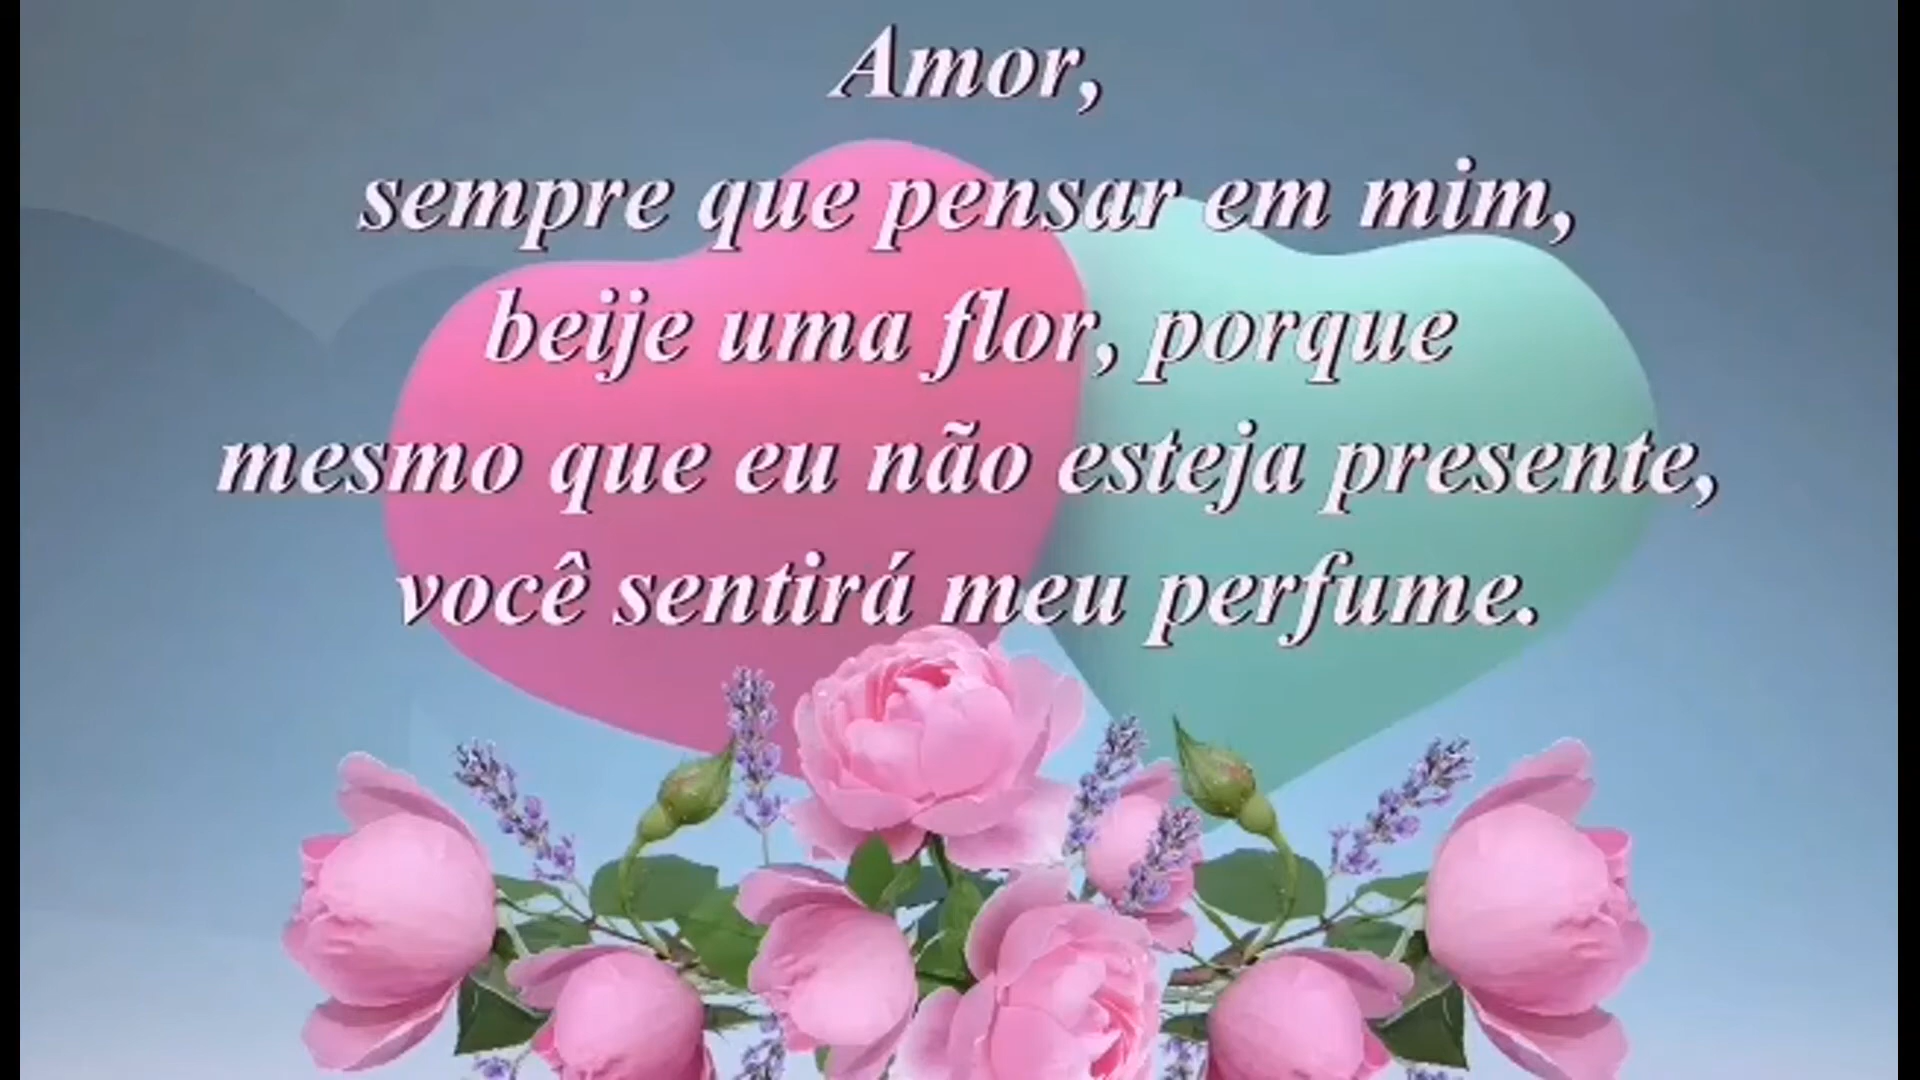 Amor,
sempre que pensar em mim,
beije uma flor, porque
mesmo que eu não esteja presente,
você sentirá meu perfume.